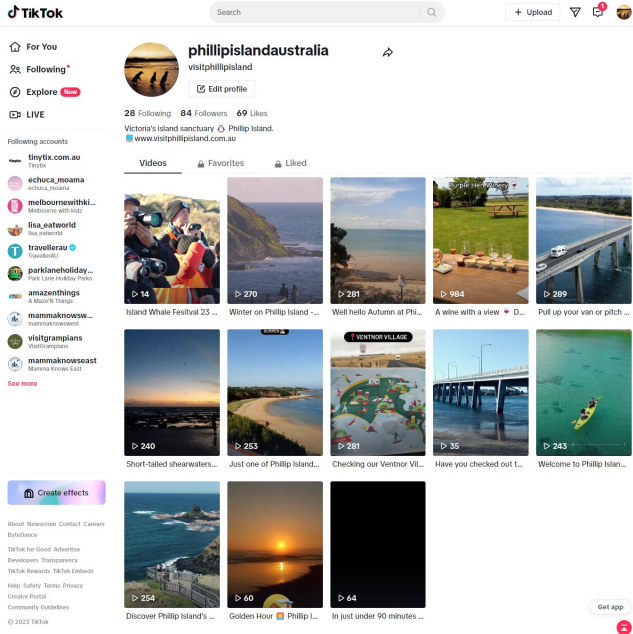 TikTok
Search
Upload
1
For You
Following
Explore New
LIVE
Following accounts
tinytix.com.au
Tinytix
echuca_moama
echuca_moama
melbournewithki...
Melbourne with kidz
lisa_eatworld
lisa_eatworld
travellerau
TravellerAU
parklaneholiday...
Park Lane Holiday Parks
amazenthings
A Maze'N Things
mammaknowsw...
mammaknowswest
visitgrampians
VisitGrampians
mammaknowseast
Mamma Knows East
See more
Create effects
About Newsroom Contact Careers
ByteDance
TikTok for Good Advertise
Developers Transparency
TikTok Rewards TikTok Embeds
Help Safety Terms Privacy
Creator Portal
Community Guidelines
© 2023 TikTok
phillipislandaustralia
visitphillipisland
Edit profile
28 Following 84 Followers 69 Likes
Victoria's island sanctuary 🐧 Phillip Island.
www.visitphillipisland.com.au
Videos Favorites Liked
Purple Hen Winery
14 270 281 984 289
Island Whale Fesitval 23 ... Winter on Phillip Island -... Well hello Autumn at Phi... A wine with a view 🍷 D... Pull up your van or pitch ...
SUMMER
VENTNOR VILLAGE
240 253 281 35 243
Short-tailed shearwaters... Just one of Phillip Island... Checking our Ventnor Vil... Have you checked out t... Welcome to Phillip Islan...
254 60 64
Discover Phillip Island's ... Golden Hour 🌅 Phillip I... In just under 90 minutes ...
Get app